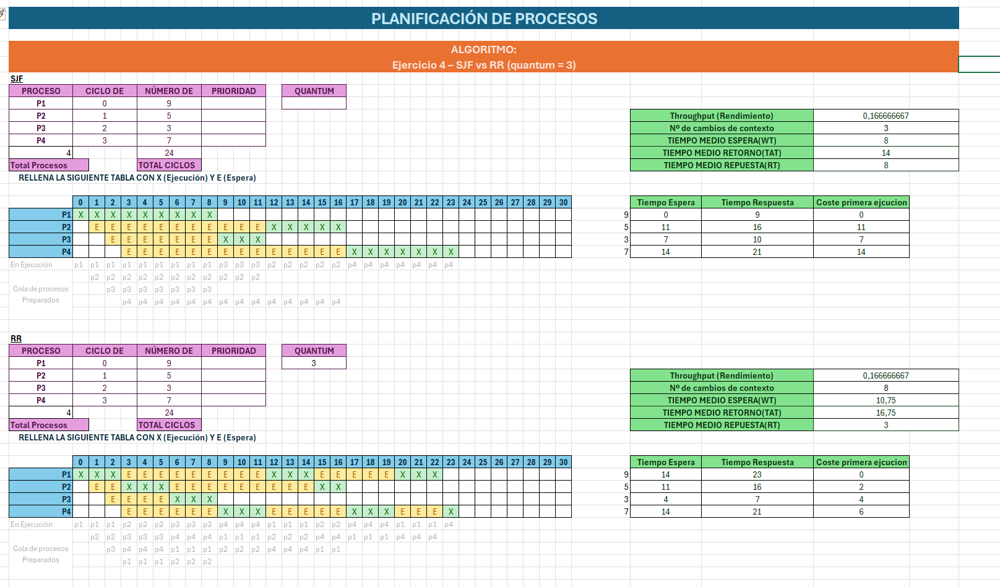 PLANIFICACIÓN DE PROCESOS
ALGORITMO:
Ejercicio 4 – SJF vs RR (quantum = 3)
SJF
PROCESO CICLO DE NÚMERO DE PRIORIDAD QUANTUM
P1 0 9
P2 1 5 Throughput (Rendimiento) 0,166666667
P3 2 3 Nº de cambios de contexto 3
P4 3 7 TIEMPO MEDIO ESPERA(WT) 8
4 24 TIEMPO MEDIO RETORNO(TAT) 14
Total Procesos TOTAL CICLOS TIEMPO MEDIO REPUESTA(RT) 8
RELLENA LA SIGUIENTE TABLA CON X (Ejecución) Y E (Espera)
0 1 2 3 4 5 6 7 8 9 10 11 12 13 14 15 16 17 18 19 20 21 22 23 24 25 26 27 28 29 30 Tiempo Espera Tiempo Respuesta Coste primera ejcucion
P1 X X X X X X X X X 9 0 9 0
P2 E E E E E E E E E E E X X X X X 5 11 16 11
P3 E E E E E E E X X X 3 7 10 7
P4 E E E E E E E E E E E E E E X X X X X X X 7 14 21 14
En Ejecución p1 p1 p1 p1 p1 p1 p1 p1 p1 p3 p3 p3 p2 p2 p2 p2 p2 p4 p4 p4 p4 p4 p4 p4
p2 p2 p2 p2 p2 p2 p2 p2 p2 p2 p2
Cola de procesos p3 p3 p3 p3 p3 p3 p3
Preparados p4 p4 p4 p4 p4 p4 p4 p4 p4 p4 p4 p4 p4 p4
RR
PROCESO CICLO DE NÚMERO DE PRIORIDAD QUANTUM
P1 0 9 3
P2 1 5 Throughput (Rendimiento) 0,166666667
P3 2 3 Nº de cambios de contexto 8
P4 3 7 TIEMPO MEDIO ESPERA(WT) 10,75
4 24 TIEMPO MEDIO RETORNO(TAT) 16,75
Total Procesos TOTAL CICLOS TIEMPO MEDIO REPUESTA(RT) 3
RELLENA LA SIGUIENTE TABLA CON X (Ejecución) Y E (Espera)
0 1 2 3 4 5 6 7 8 9 10 11 12 13 14 15 16 17 18 19 20 21 22 23 24 25 26 27 28 29 30 Tiempo Espera Tiempo Respuesta Coste primera ejcucion
P1 X X X E E E E E E E E E X X X E E E E E X X X 9 14 23 0
P2 E E X X X E E E E E E E E E X X 5 11 16 2
P3 E E E E X X X 3 4 7 4
P4 E E E E E E X X X E E E E E X X X E E E X 7 14 21 6
En Ejecución p1 p1 p1 p2 p2 p2 p3 p3 p3 p4 p4 p4 p1 p1 p1 p2 p2 p4 p4 p4 p1 p1 p1 p4
p2 p2 p3 p3 p3 p4 p4 p4 p1 p1 p1 p2 p2 p2 p4 p4 p1 p1 p1 p4 p4 p4
Cola de procesos p3 p4 p4 p4 p1 p1 p1 p2 p2 p2 p4 p4 p4 p1 p1
Preparados p1 p1 p1 p2 p2 p2